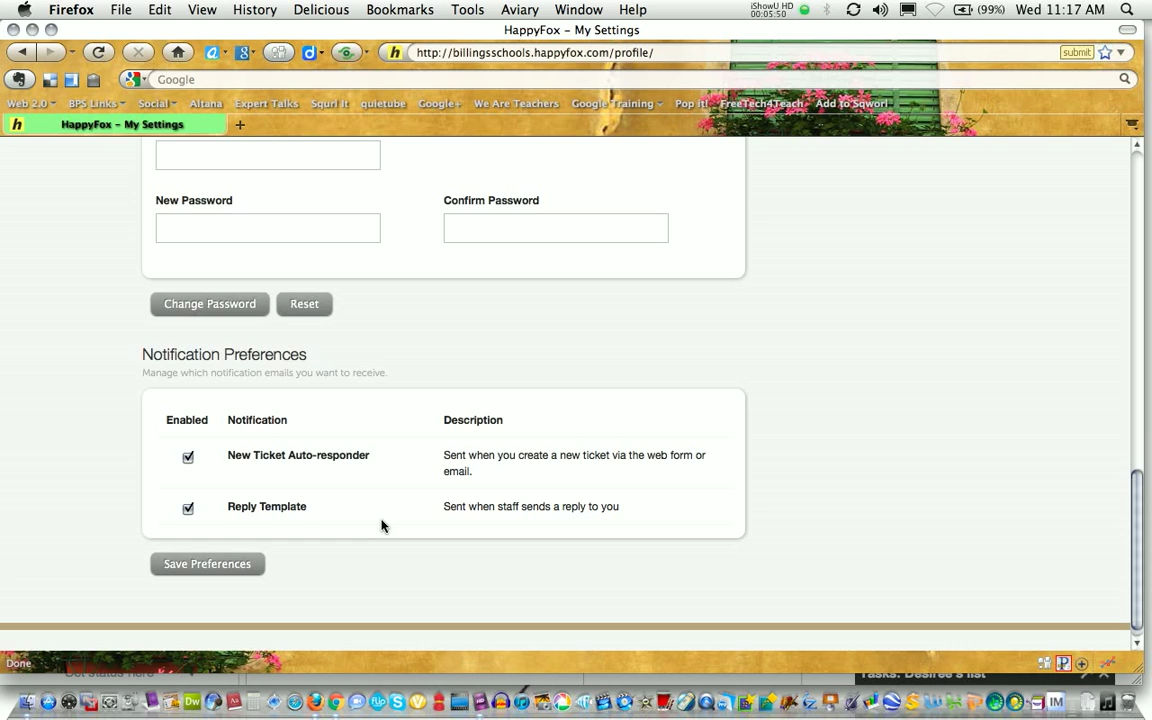 Firefox File Edit View History Delicious Bookmarks Tools Aviary Window Help iShowU HD 00:05:50 (99%) Wed 11:17 AM
HappyFox – My Settings
http://billingsschools.happyfox.com/profile/ submit
Google
Web 2.0 BPS Links Social Altana Expert Talks Squrl It quietube Google+ We Are Teachers Google Training Pop it! FreeTech4Teach Add to Sqworl
HappyFox – My Settings
New Password Confirm Password
Change Password Reset
Notification Preferences
Manage which notification emails you want to receive.
Enabled Notification Description
New Ticket Auto-responder Sent when you create a new ticket via the web form or
email.
Reply Template Sent when staff sends a reply to you
Save Preferences
Done
Tasks: Desiree's list